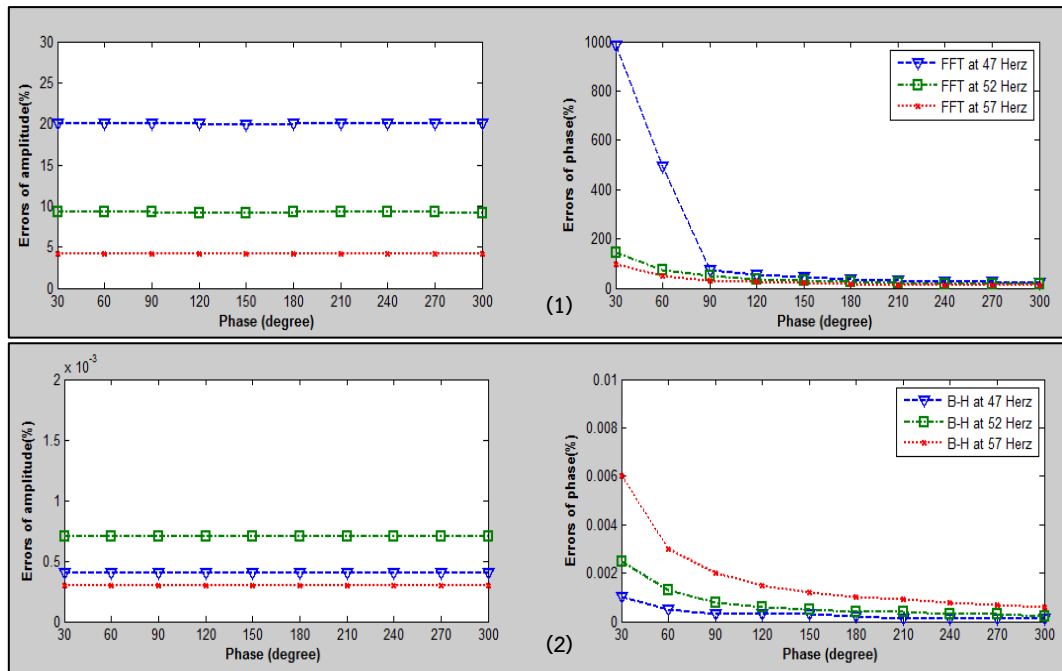 30
25
20
15
10
5
0
Errors of amplitude(%)
30 60 90 120 150 180 210 240 270 300
Phase (degree)
1000
800
600
400
200
0
Errors of phase(%)
30 60 90 120 150 180 210 240 270 300
Phase (degree)
FFT at 47 Herz
FFT at 52 Herz
FFT at 57 Herz
(1)
x 10^-3
2
1.5
1
0.5
0
Errors of amplitude(%)
30 60 90 120 150 180 210 240 270 300
Phase (degree)
0.01
0.008
0.006
0.004
0.002
0
Errors of phase(%)
30 60 90 120 150 180 210 240 270 300
Phase (degree)
B-H at 47 Herz
B-H at 52 Herz
B-H at 57 Herz
(2)